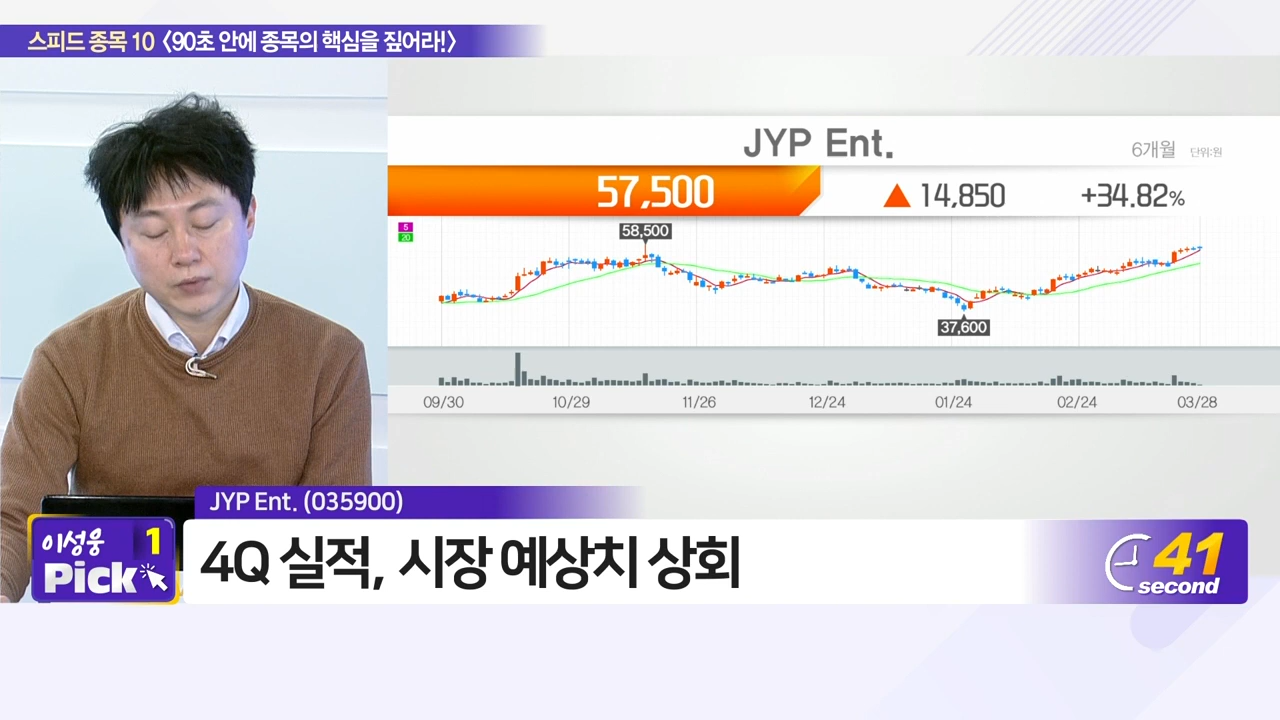 스피드 종목 10 〈90초 안에 종목의 핵심을 짚어라!〉
JYP Ent.
6개월 단위:원
57,500 ▲ 14,850 +34.82%
5
20
58,500
37,600
09/30 10/29 11/26 12/24 01/24 02/24 03/28
JYP Ent. (035900)
이성웅 1
Pick
4Q 실적, 시장 예상치 상회
41
second